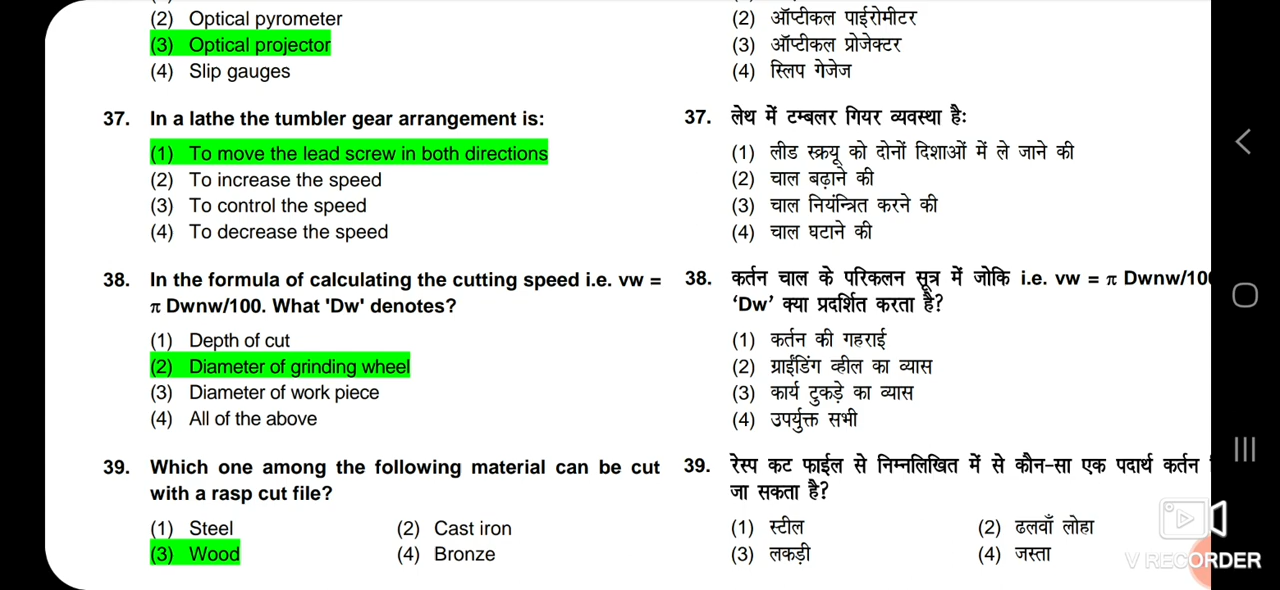 (2) Optical pyrometer
(3) Optical projector
(4) Slip gauges
37. In a lathe the tumbler gear arrangement is:
(1) To move the lead screw in both directions
(2) To increase the speed
(3) To control the speed
(4) To decrease the speed
38. In the formula of calculating the cutting speed i.e. vw =
π Dwnw/100. What 'Dw' denotes?
(1) Depth of cut
(2) Diameter of grinding wheel
(3) Diameter of work piece
(4) All of the above
39. Which one among the following material can be cut
with a rasp cut file?
(1) Steel (2) Cast iron
(3) Wood (4) Bronze
(2) ऑप्टीकल पाईरोमीटर
(3) ऑप्टीकल प्रोजेक्टर
(4) स्लिप गेजेज
37. लेथ में टम्बलर गियर व्यवस्था है:
(1) लीड स्क्रयू को दोनों दिशाओं में ले जाने की
(2) चाल बढ़ाने की
(3) चाल नियंन्त्रित करने की
(4) चाल घटाने की
38. कर्तन चाल के परिकलन सूत्र में जोकि i.e. vw = π Dwnw/100
‘Dw’ क्या प्रदर्शित करता है?
(1) कर्तन की गहराई
(2) ग्राईंडिंग व्हील का व्यास
(3) कार्य टुकड़े का व्यास
(4) उपर्युक्त सभी
39. रेस्प कट फाईल से निम्नलिखित में से कौन-सा एक पदार्थ कर्तन
जा सकता है?
(1) स्टील (2) ढलवाँ लोहा
(3) लकड़ी (4) जस्ता
V RECORDER